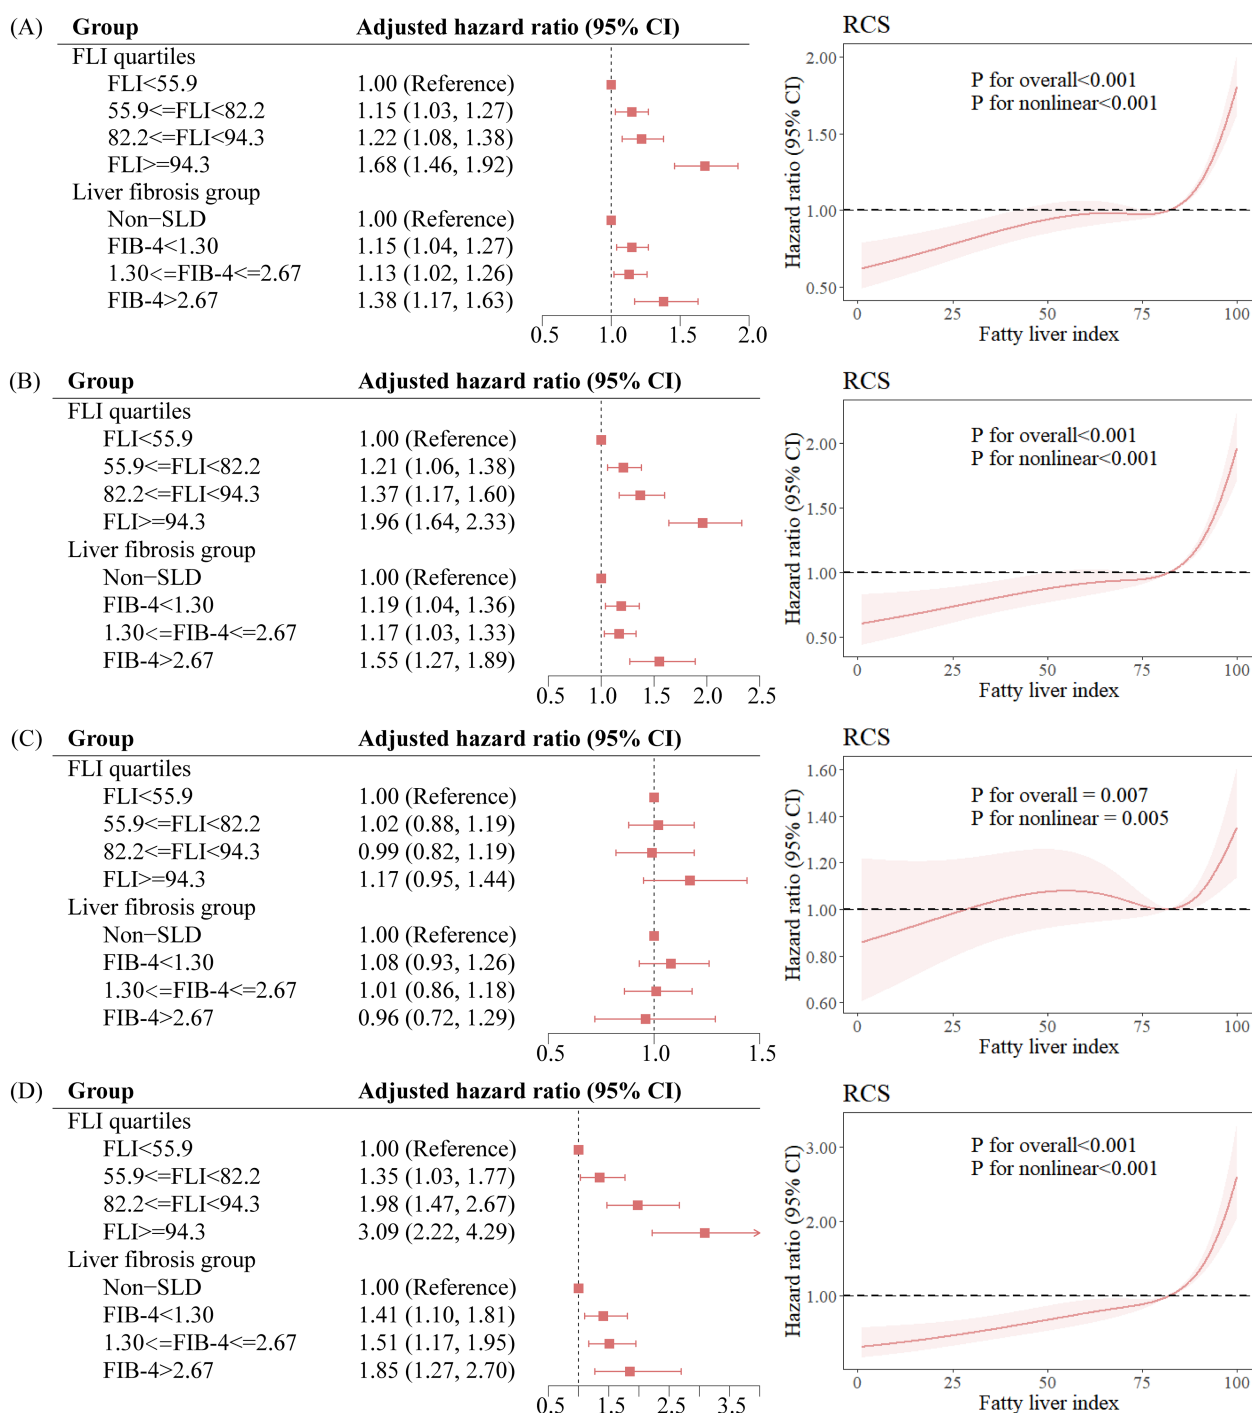 (A) Group Adjusted hazard ratio (95% CI)
FLI quartiles
FLI<55.9 1.00 (Reference)
55.9<=FLI<82.2 1.15 (1.03, 1.27)
82.2<=FLI<94.3 1.22 (1.08, 1.38)
FLI>=94.3 1.68 (1.46, 1.92)
Liver fibrosis group
Non−SLD 1.00 (Reference)
FIB-4<1.30 1.15 (1.04, 1.27)
1.30<=FIB-4<=2.67 1.13 (1.02, 1.26)
FIB-4>2.67 1.38 (1.17, 1.63)
0.5 1.0 1.5 2.0
RCS
P for overall<0.001
P for nonlinear<0.001
Hazard ratio (95% CI)
2.00
1.50
1.00
0.50
0 25 50 75 100
Fatty liver index
(B) Group Adjusted hazard ratio (95% CI)
FLI quartiles
FLI<55.9 1.00 (Reference)
55.9<=FLI<82.2 1.21 (1.06, 1.38)
82.2<=FLI<94.3 1.37 (1.17, 1.60)
FLI>=94.3 1.96 (1.64, 2.33)
Liver fibrosis group
Non−SLD 1.00 (Reference)
FIB-4<1.30 1.19 (1.04, 1.36)
1.30<=FIB-4<=2.67 1.17 (1.03, 1.33)
FIB-4>2.67 1.55 (1.27, 1.89)
0.5 1.0 1.5 2.0 2.5
RCS
P for overall<0.001
P for nonlinear<0.001
Hazard ratio (95% CI)
2.00
1.50
1.00
0.50
0 25 50 75 100
Fatty liver index
(C) Group Adjusted hazard ratio (95% CI)
FLI quartiles
FLI<55.9 1.00 (Reference)
55.9<=FLI<82.2 1.02 (0.88, 1.19)
82.2<=FLI<94.3 0.99 (0.82, 1.19)
FLI>=94.3 1.17 (0.95, 1.44)
Liver fibrosis group
Non−SLD 1.00 (Reference)
FIB-4<1.30 1.08 (0.93, 1.26)
1.30<=FIB-4<=2.67 1.01 (0.86, 1.18)
FIB-4>2.67 0.96 (0.72, 1.29)
0.5 1.0 1.5
RCS
P for overall = 0.007
P for nonlinear = 0.005
Hazard ratio (95% CI)
1.60
1.40
1.20
1.00
0.80
0.60
0 25 50 75 100
Fatty liver index
(D) Group Adjusted hazard ratio (95% CI)
FLI quartiles
FLI<55.9 1.00 (Reference)
55.9<=FLI<82.2 1.35 (1.03, 1.77)
82.2<=FLI<94.3 1.98 (1.47, 2.67)
FLI>=94.3 3.09 (2.22, 4.29)
Liver fibrosis group
Non−SLD 1.00 (Reference)
FIB-4<1.30 1.41 (1.10, 1.81)
1.30<=FIB-4<=2.67 1.51 (1.17, 1.95)
FIB-4>2.67 1.85 (1.27, 2.70)
0.5 1.5 2.5 3.5
RCS
P for overall<0.001
P for nonlinear<0.001
Hazard ratio (95% CI)
3.00
2.00
1.00
0 25 50 75 100
Fatty liver index